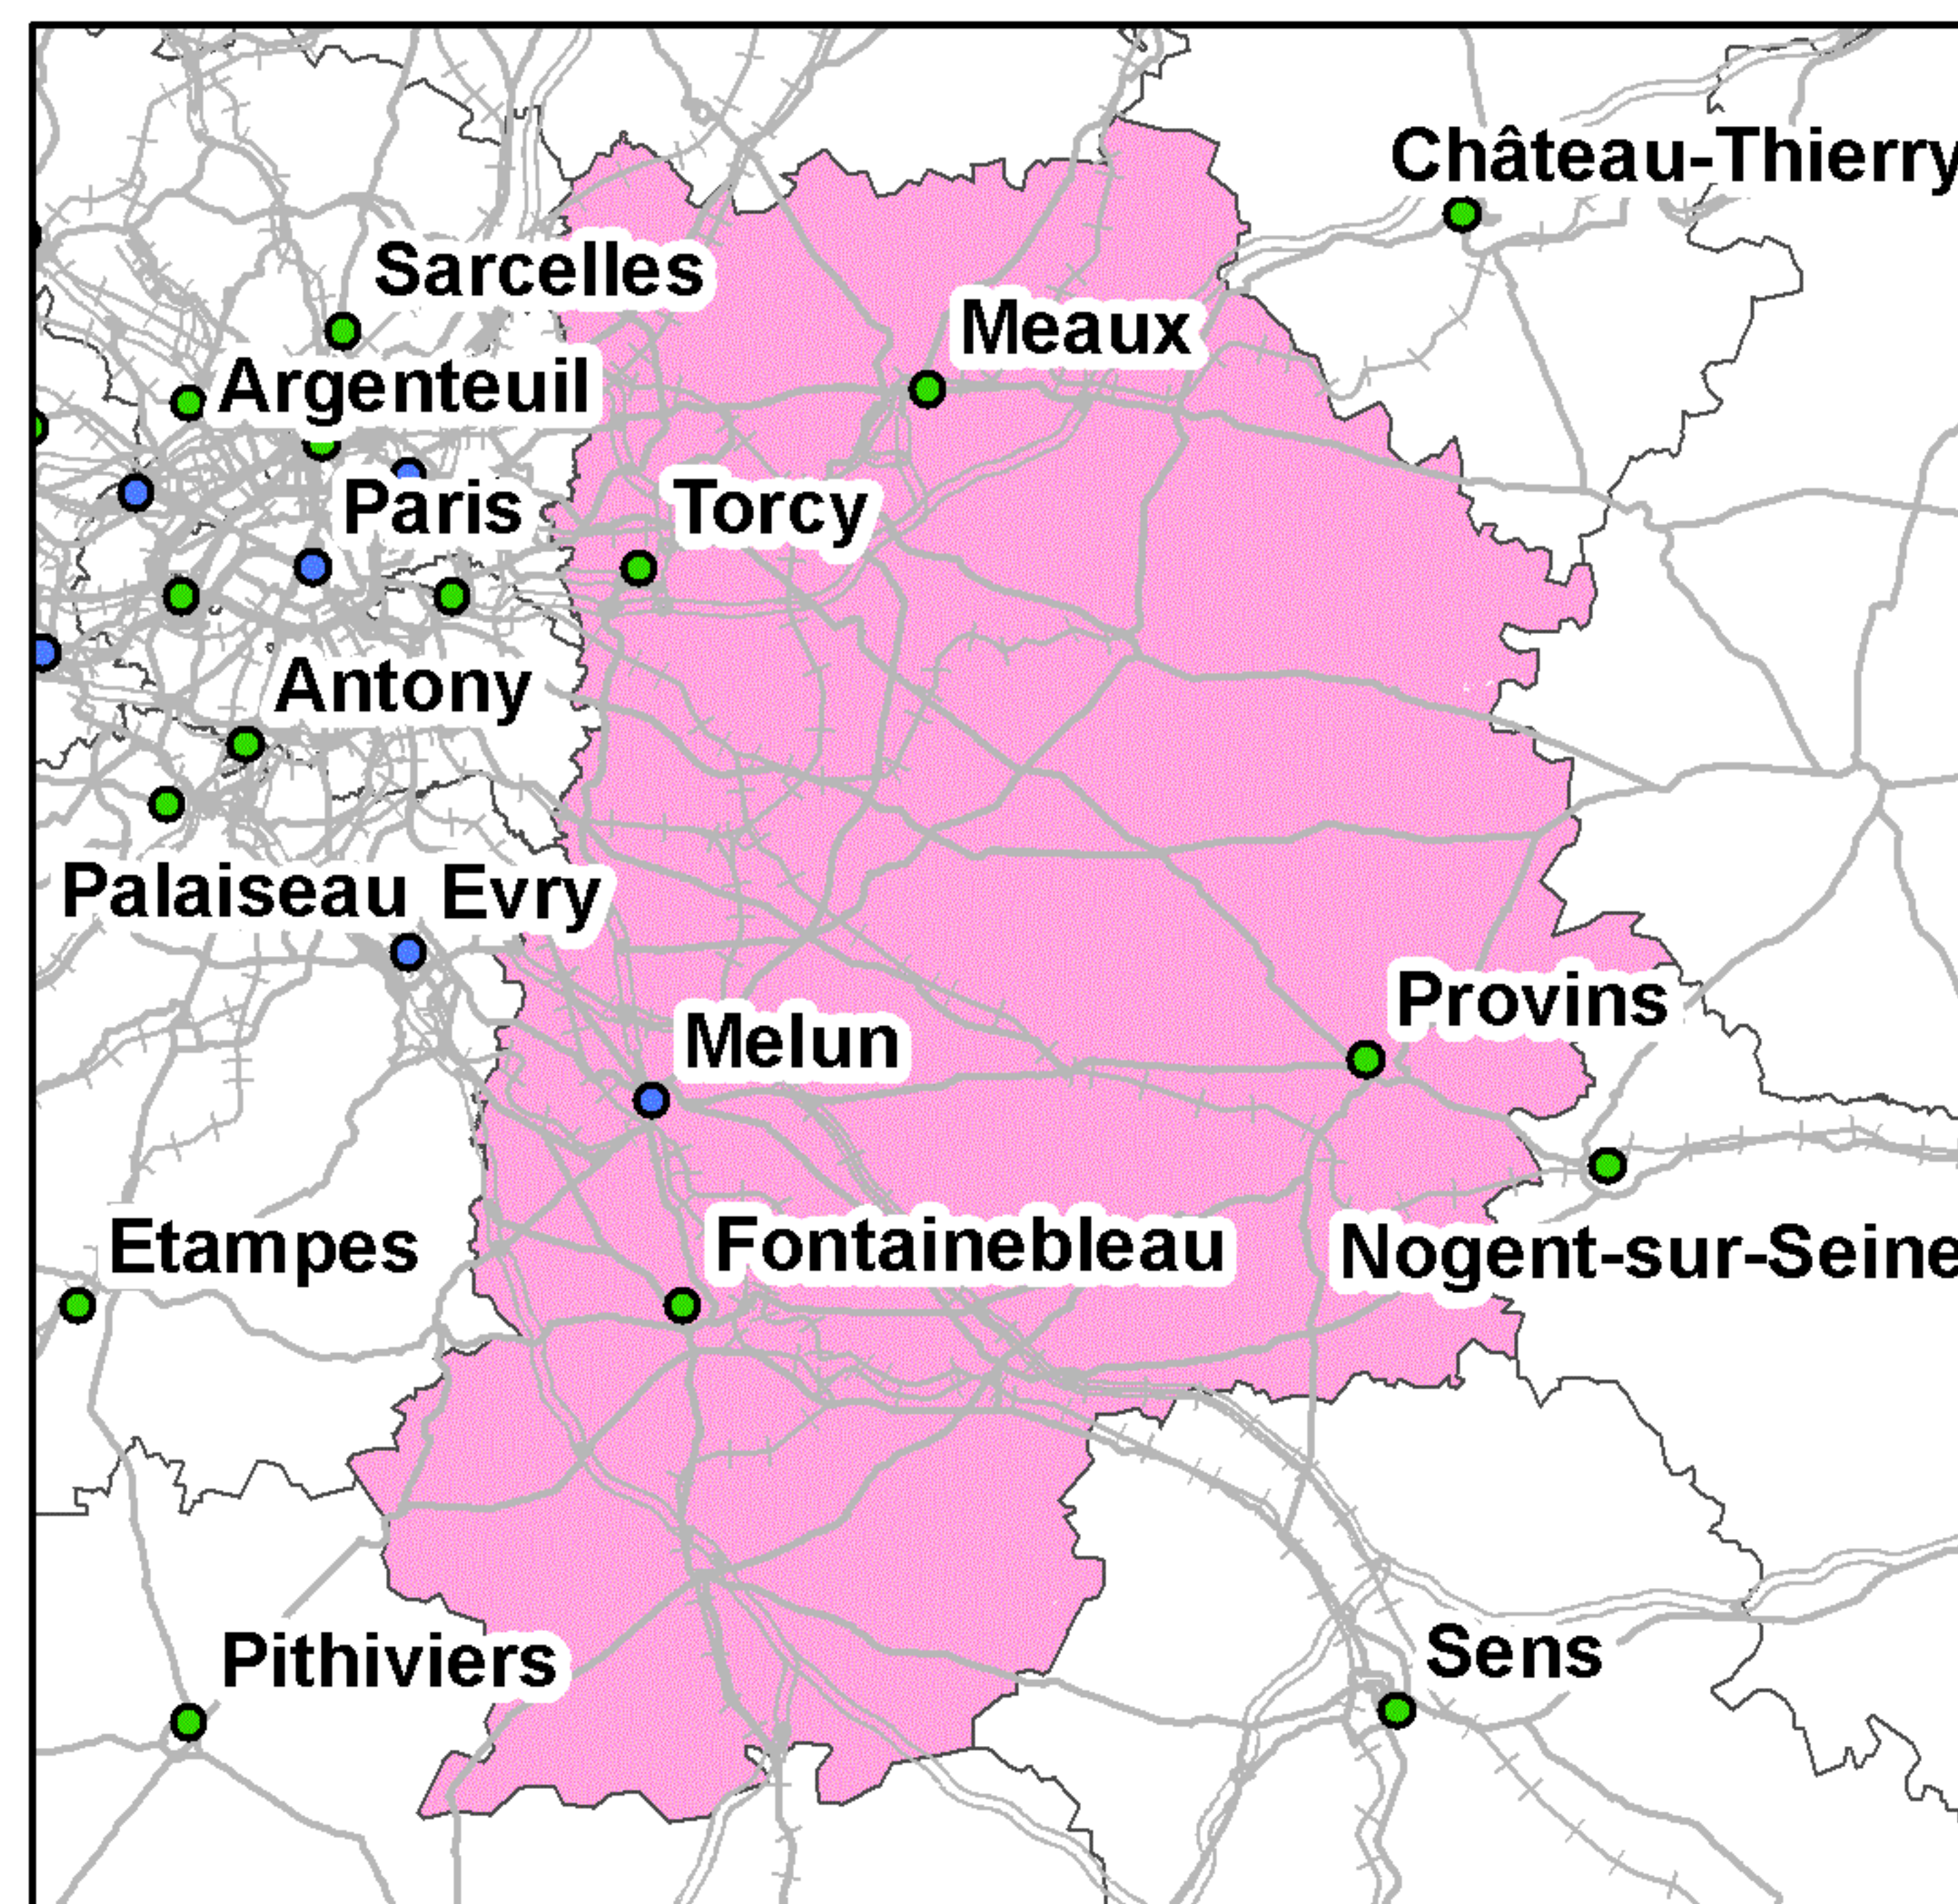 Château-Thierry
Sarcelles
Meaux
Argenteuil
Paris
Torcy
Antony
Palaiseau
Evry
Provins
Melun
Etampes
Fontainebleau
Nogent-sur-Seine
Pithiviers
Sens